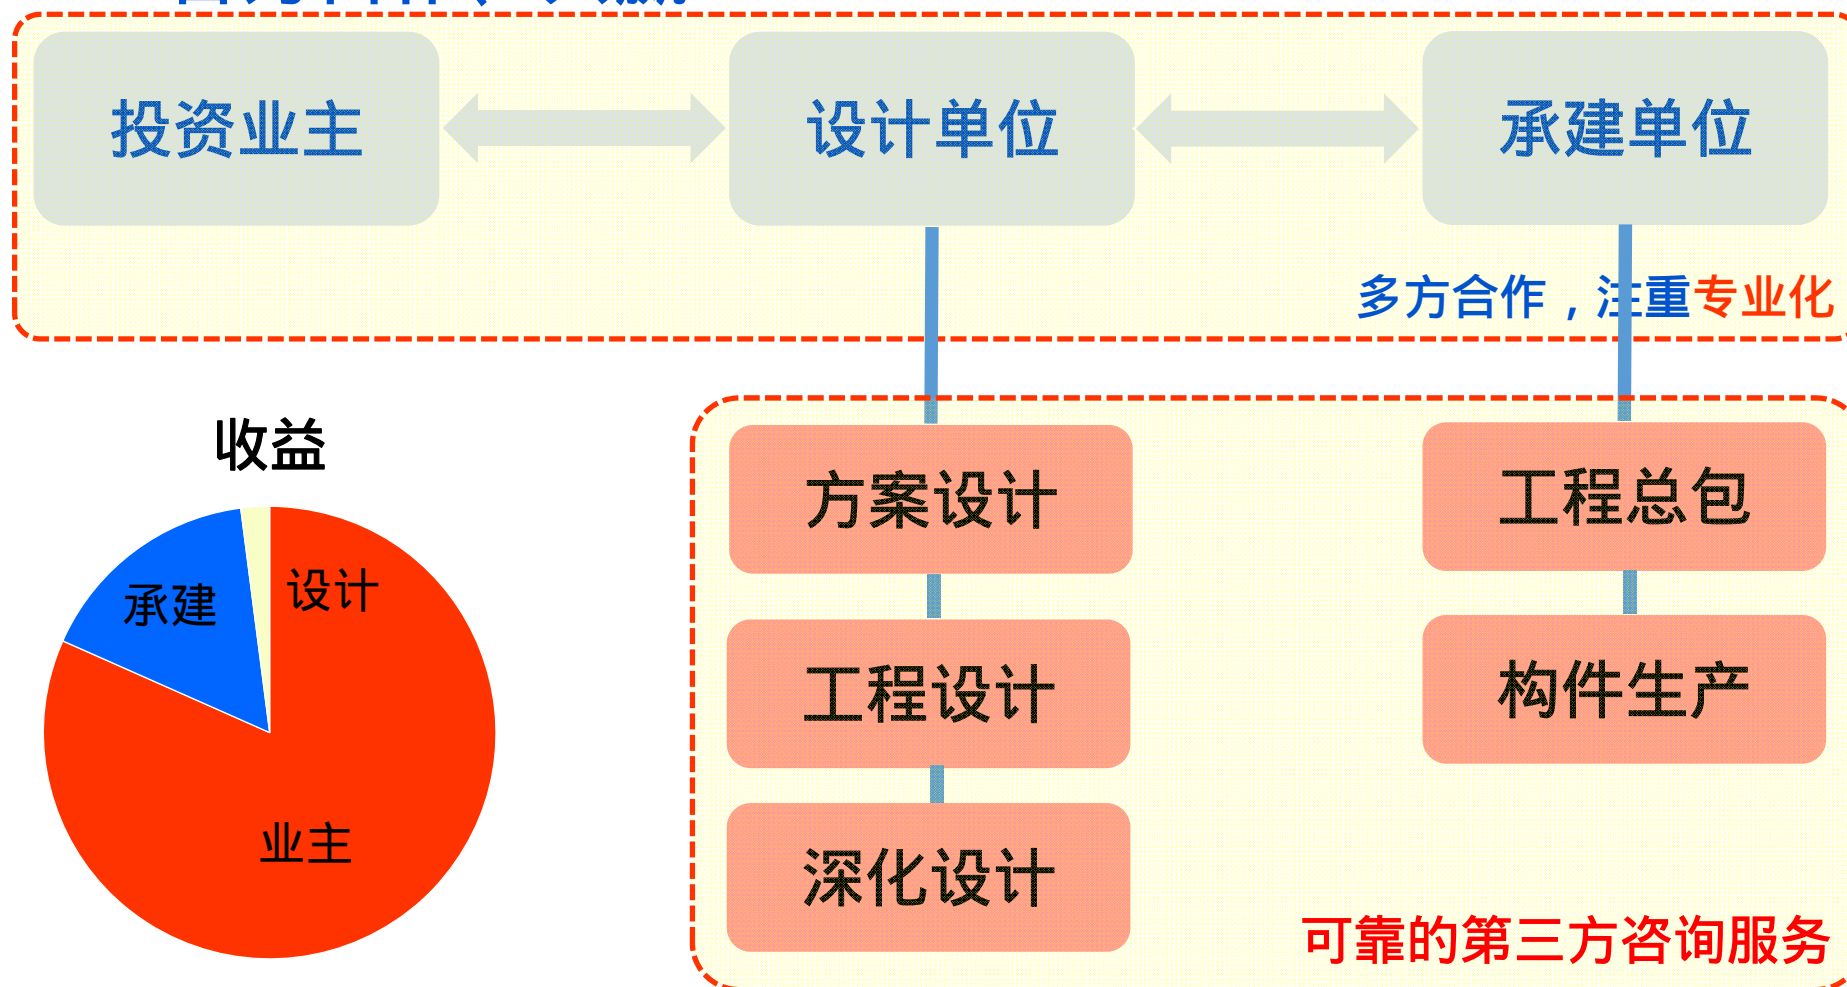 投资业主
设计单位
承建单位
多方合作，注重专业化
收益
设计
承建
业主
方案设计
工程设计
深化设计
工程总包
构件生产
可靠的第三方咨询服务